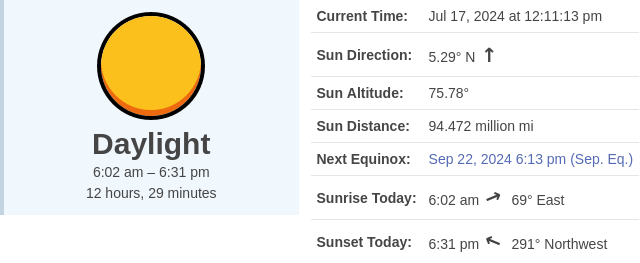 Daylight
6:02 am – 6:31 pm
12 hours, 29 minutes
Current Time: Jul 17, 2024 at 12:11:13 pm
Sun Direction: 5.29° N ↑
Sun Altitude: 75.78°
Sun Distance: 94.472 million mi
Next Equinox: Sep 22, 2024 6:13 pm (Sep. Eq.)
Sunrise Today: 6:02 am 69° East
Sunset Today: 6:31 pm 291° Northwest